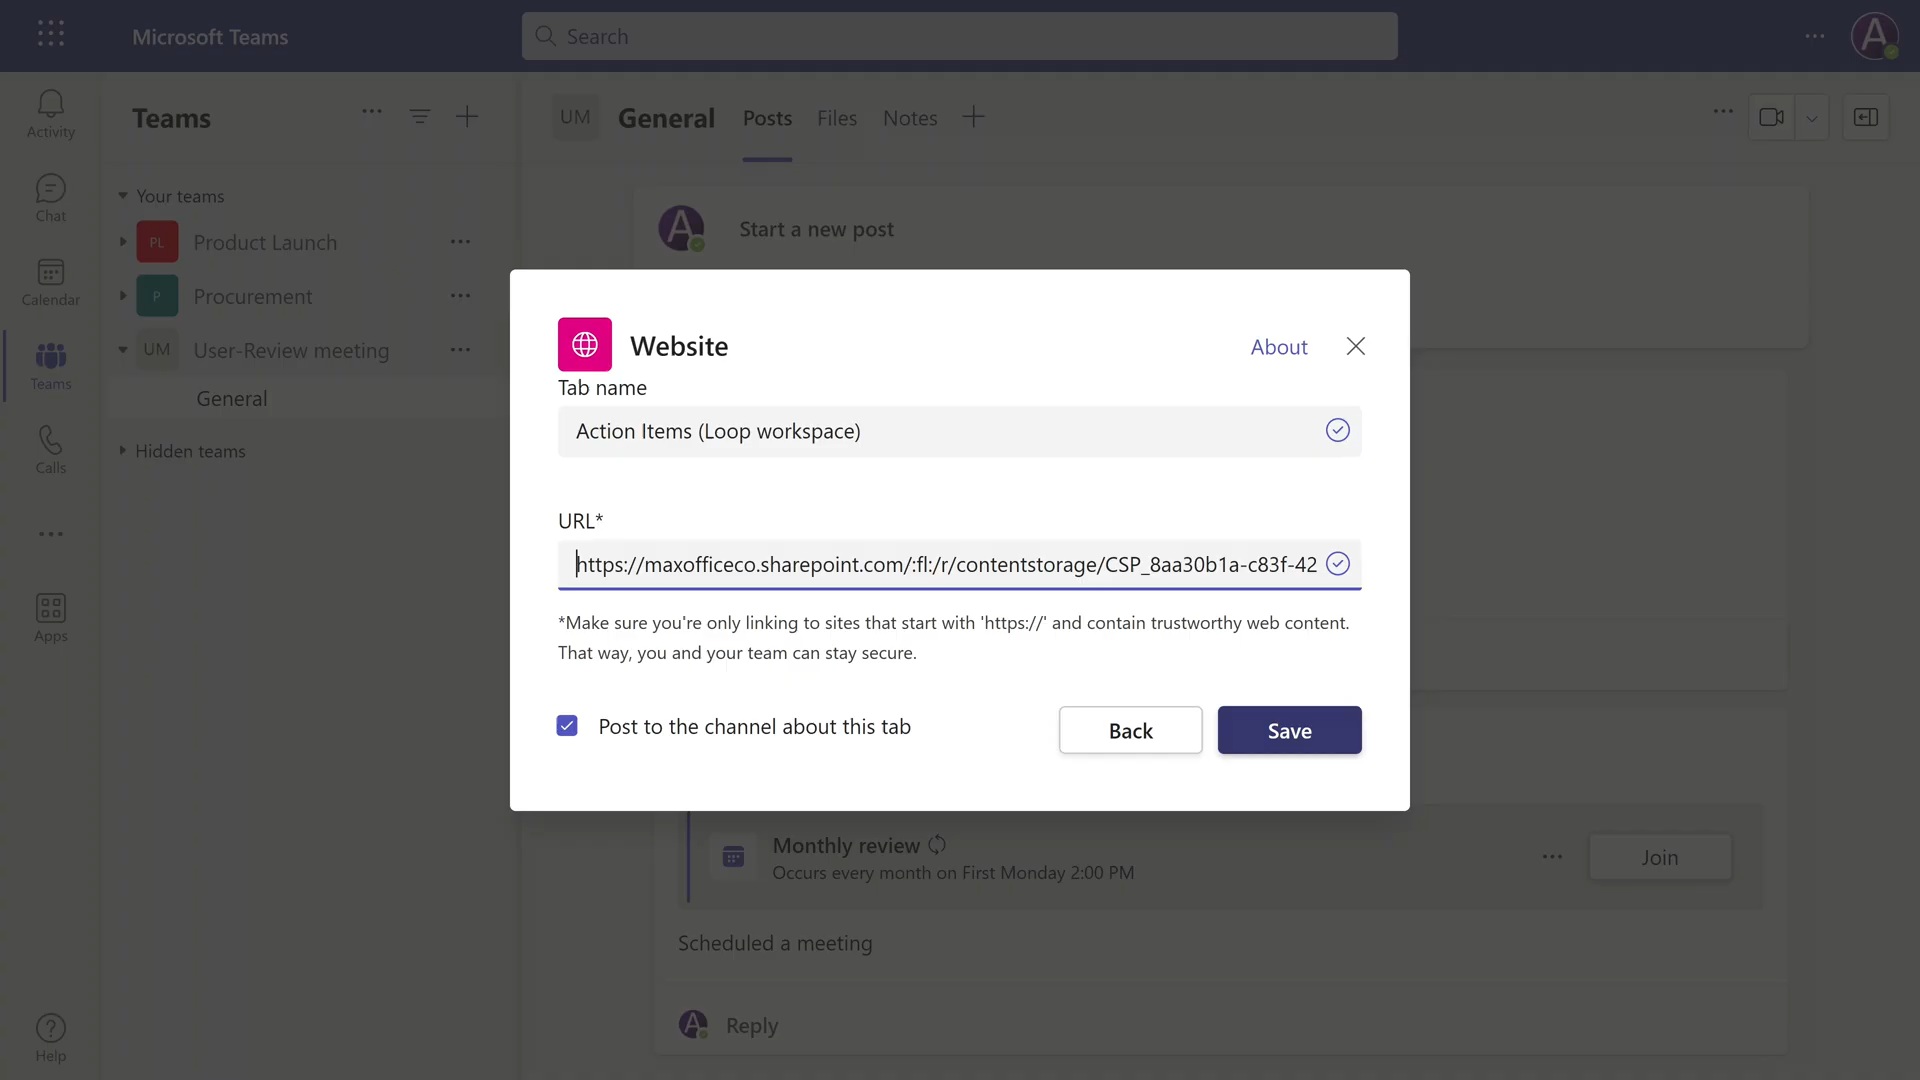 Microsoft Teams
Search
A
Activity
Chat
Calendar
Teams
Calls
Apps
Help
Teams
Your teams
PL Product Launch
P Procurement
UM User-Review meeting
General
Hidden teams
UM General Posts Files Notes
A Start a new post
Website
About
Tab name
Action Items (Loop workspace)
URL*
https://maxofficeco.sharepoint.com/:fl:/r/contentstorage/CSP_8aa30b1a-c83f-42
*Make sure you're only linking to sites that start with 'https://' and contain trustworthy web content.
That way, you and your team can stay secure.
Post to the channel about this tab
Back
Save
Monthly review
Occurs every month on First Monday 2:00 PM
Join
Scheduled a meeting
A Reply